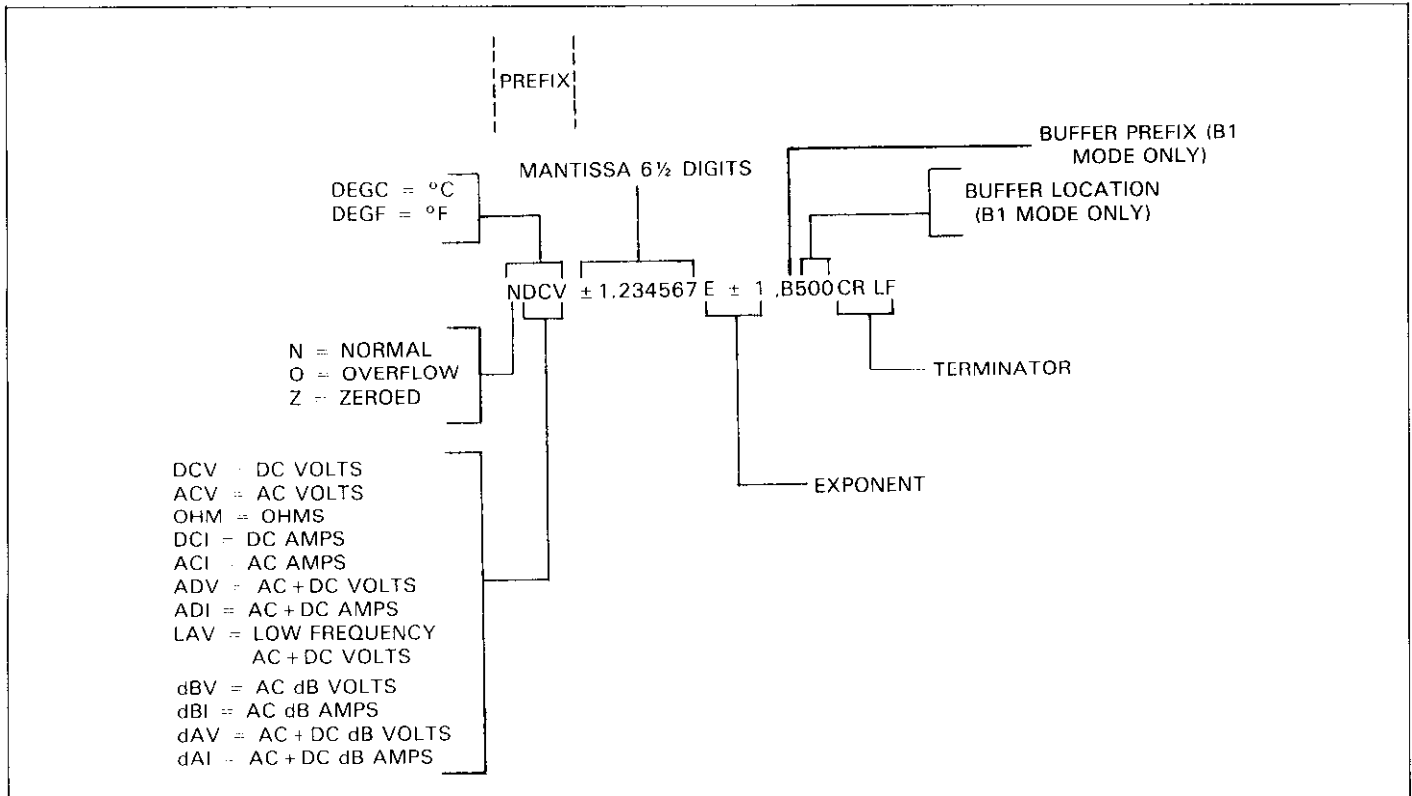 PREFIX
BUFFER PREFIX (B1
MODE ONLY)
MANTISSA 6½ DIGITS
DEGC = °C
DEGF = °F
BUFFER LOCATION
(B1 MODE ONLY)
NDCV ±1.234567E ± 1 ,B500CR LF
N = NORMAL
O = OVERFLOW
Z = ZEROED
TERMINATOR
DCV = DC VOLTS
ACV = AC VOLTS
OHM = OHMS
DCI = DC AMPS
ACI = AC AMPS
ADV = AC+DC VOLTS
ADI = AC+DC AMPS
LAV = LOW FREQUENCY
AC+DC VOLTS
dBV = AC dB VOLTS
dBI = AC dB AMPS
dAV = AC+DC dB VOLTS
dAI = AC+DC dB AMPS
EXPONENT